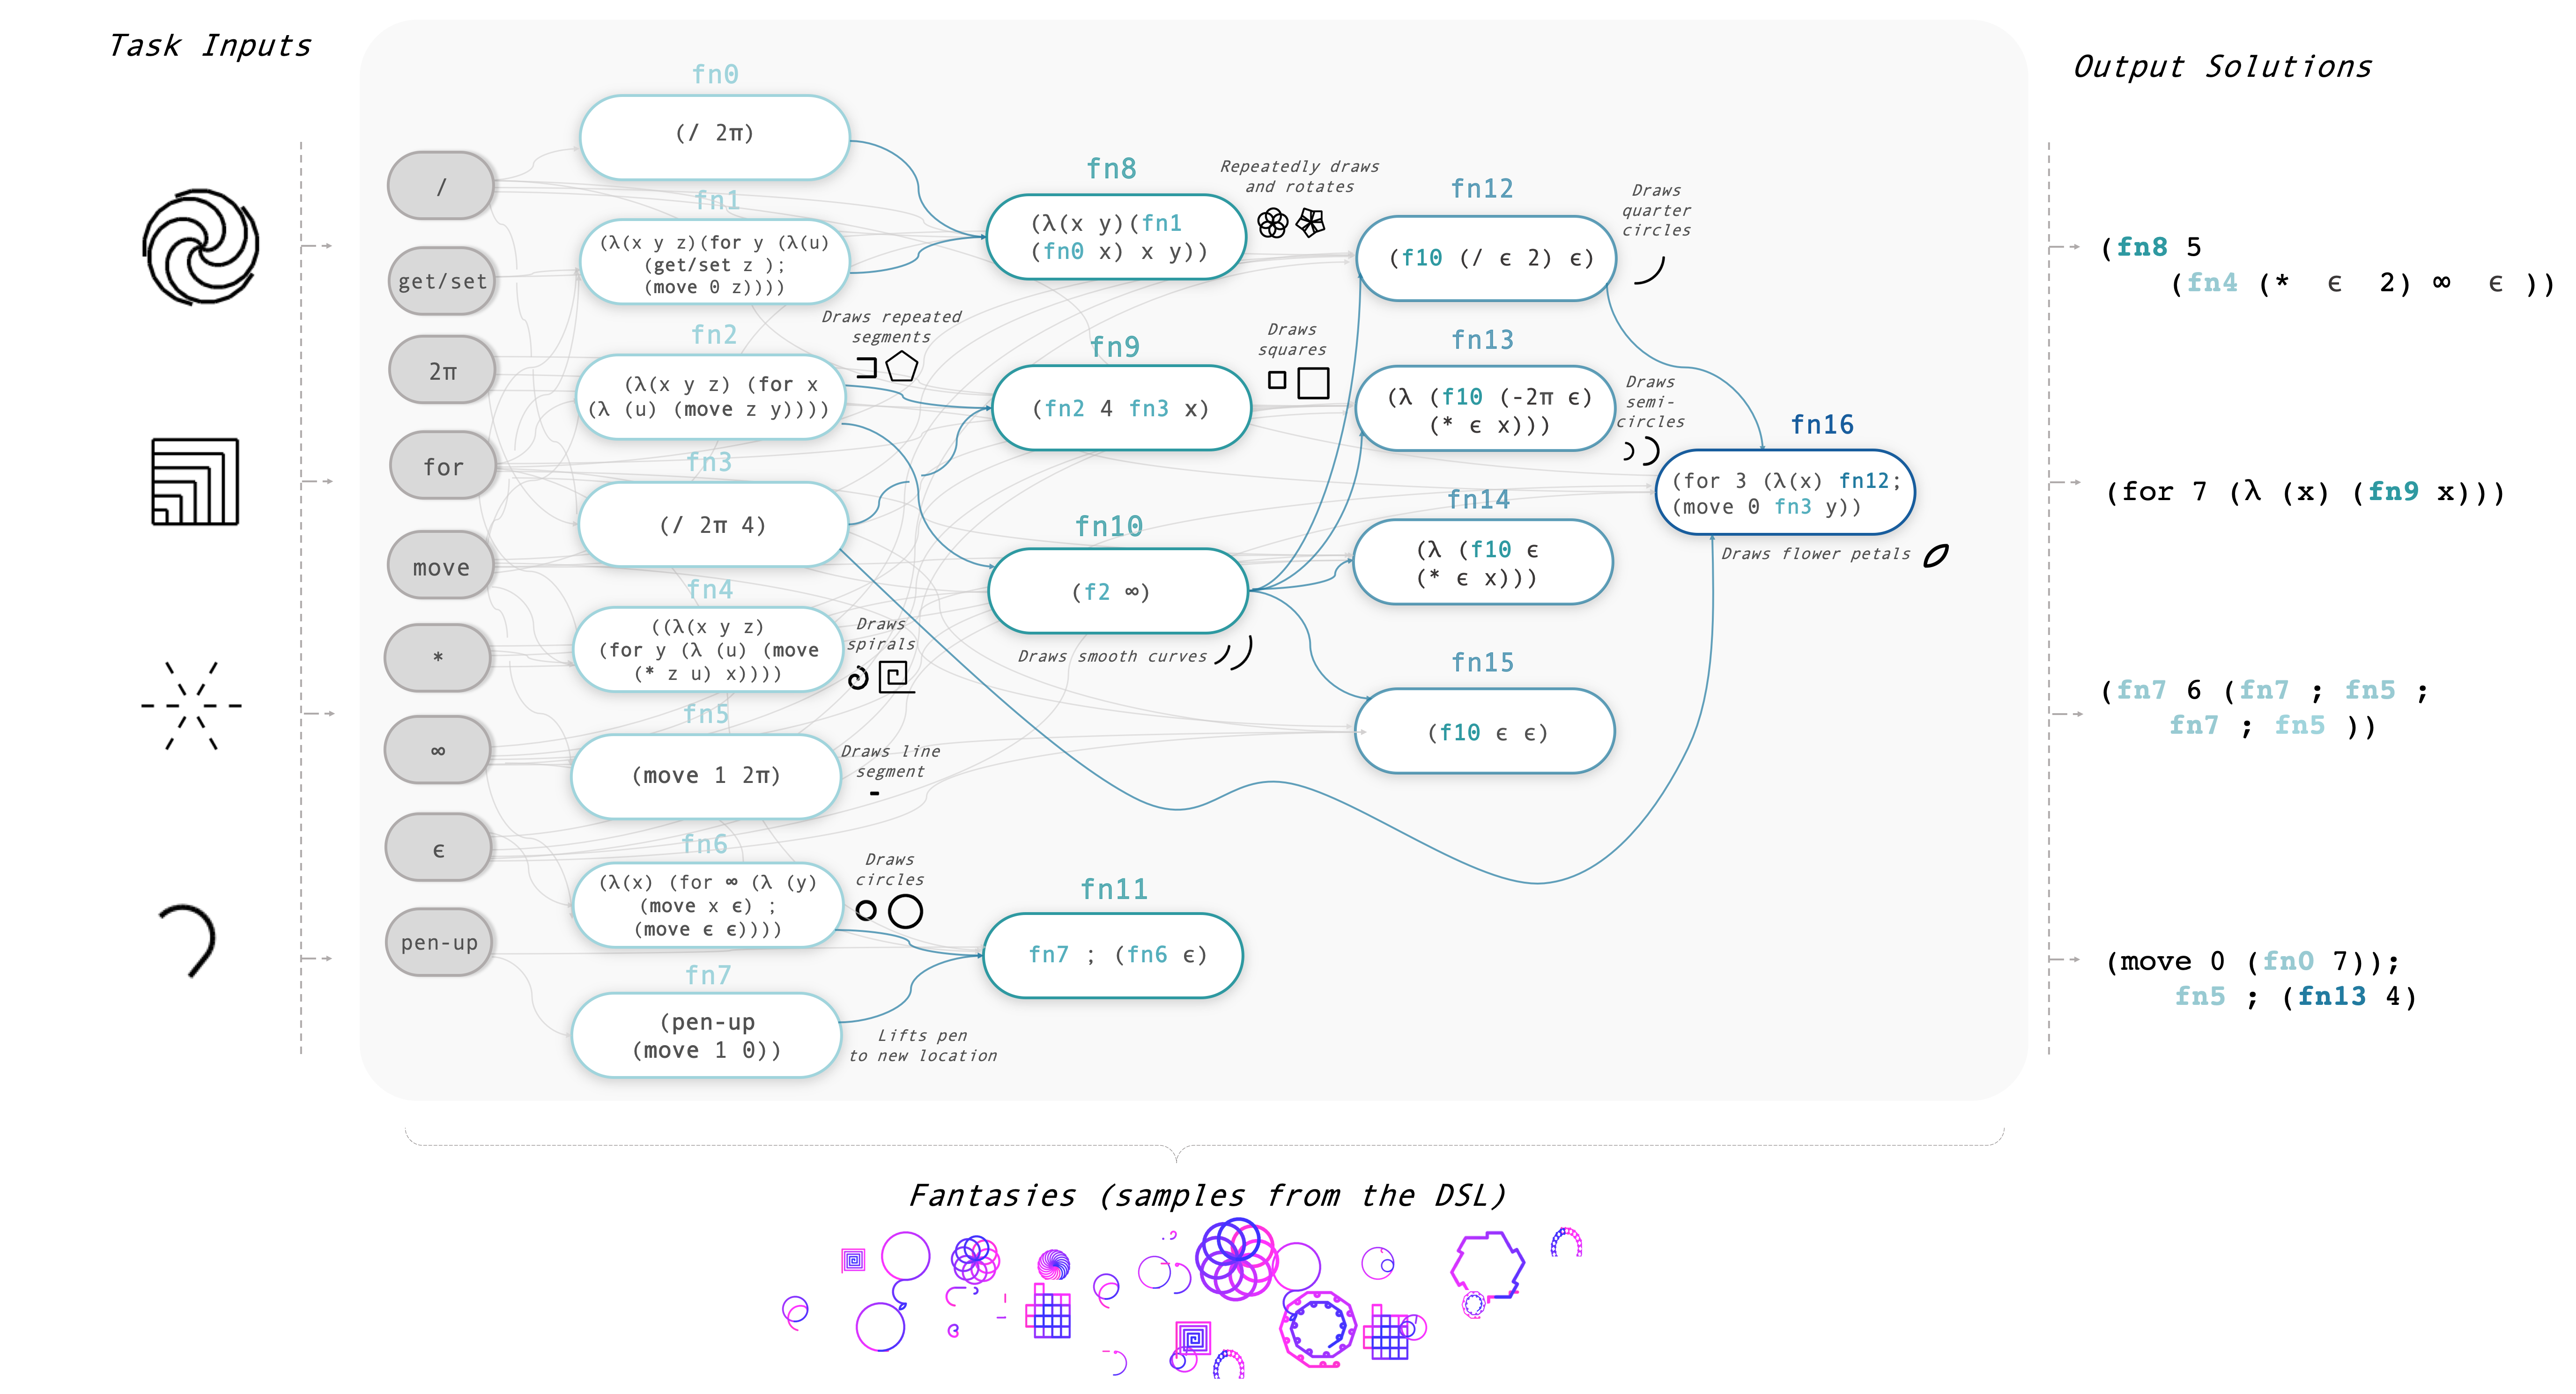 Task Inputs
Output Solutions
/
get/set
2π
for
move
*
∞
ϵ
pen-up
fn0
(/ 2π)
fn1
(λ(x y z)(for y (λ(u)
(get/set z );
(move 0 z))))
fn2
(λ(x y z) (for x
(λ (u) (move z y))))
Draws repeated
segments
fn3
(/ 2π 4)
fn4
((λ(x y z)
(for y (λ (u) (move
(* z u) x))))
Draws
spirals
fn5
(move 1 2π)
Draws line
segment
fn6
(λ(x) (for ∞ (λ (y)
(move x ϵ) ;
(move ϵ ϵ))))
Draws
circles
fn7
(pen-up
(move 1 0))
Lifts pen
to new location
fn8
(λ(x y)(fn1
(fn0 x) x y))
Repeatedly draws
and rotates
fn9
(fn2 4 fn3 x)
Draws
squares
fn10
(f2 ∞)
Draws smooth curves
fn11
fn7 ; (fn6 ϵ)
fn12
(f10 (/ ϵ 2) ϵ)
Draws
quarter
circles
fn13
(λ (f10 (-2π ϵ)
(* ϵ x)))
Draws
semi-
circles
fn14
(λ (f10 ϵ
(* ϵ x)))
fn15
(f10 ϵ ϵ)
fn16
(for 3 (λ(x) fn12;
(move 0 fn3 y))
Draws flower petals
(fn8 5
(fn4 (* ϵ 2) ∞ ϵ ))
(for 7 (λ (x) (fn9 x)))
(fn7 6 (fn7 ; fn5 ;
fn7 ; fn5 ))
(move 0 (fn0 7));
fn5 ; (fn13 4)
Fantasies (samples from the DSL)